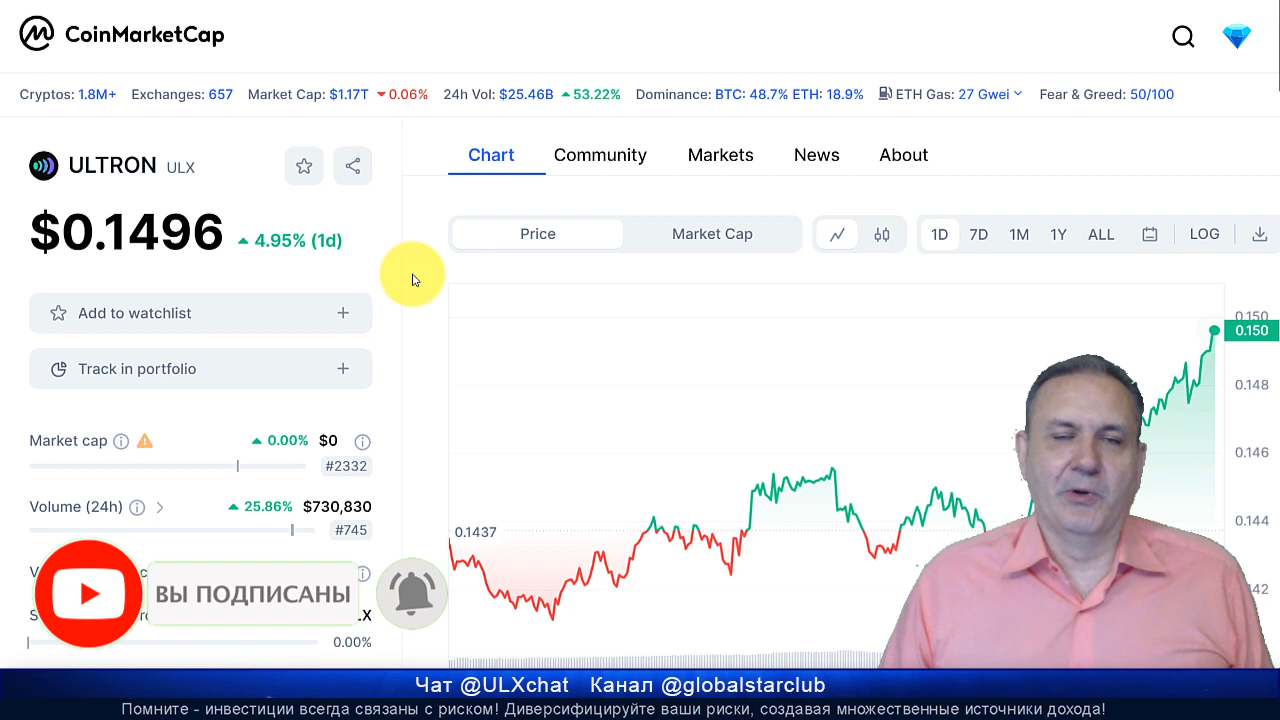 CoinMarketCap
Cryptos: 1.8M+ Exchanges: 657 Market Cap: $1.17T 0.06% 24h Vol: $25.46B 53.22% Dominance: BTC: 48.7% ETH: 18.9% ETH Gas: 27 Gwei Fear & Greed: 50/100
ULTRON ULX
$0.1496 4.95% (1d)
Add to watchlist
Track in portfolio
Market cap 0.00% $0
#2332
Volume (24h) 25.86% $730,830
#745
LX
0.00%
Chart Community Markets News About
Price Market Cap 1D 7D 1M 1Y ALL LOG
0.150
0.150
0.148
0.146
0.144
42
0.1437
ВЫ ПОДПИСАНЫ
Чат @ULXchat Канал @globalstarclub
Помните - инвестиции всегда связаны с риском! Диверсифицируйте ваши риски, создавая множественные источники дохода!